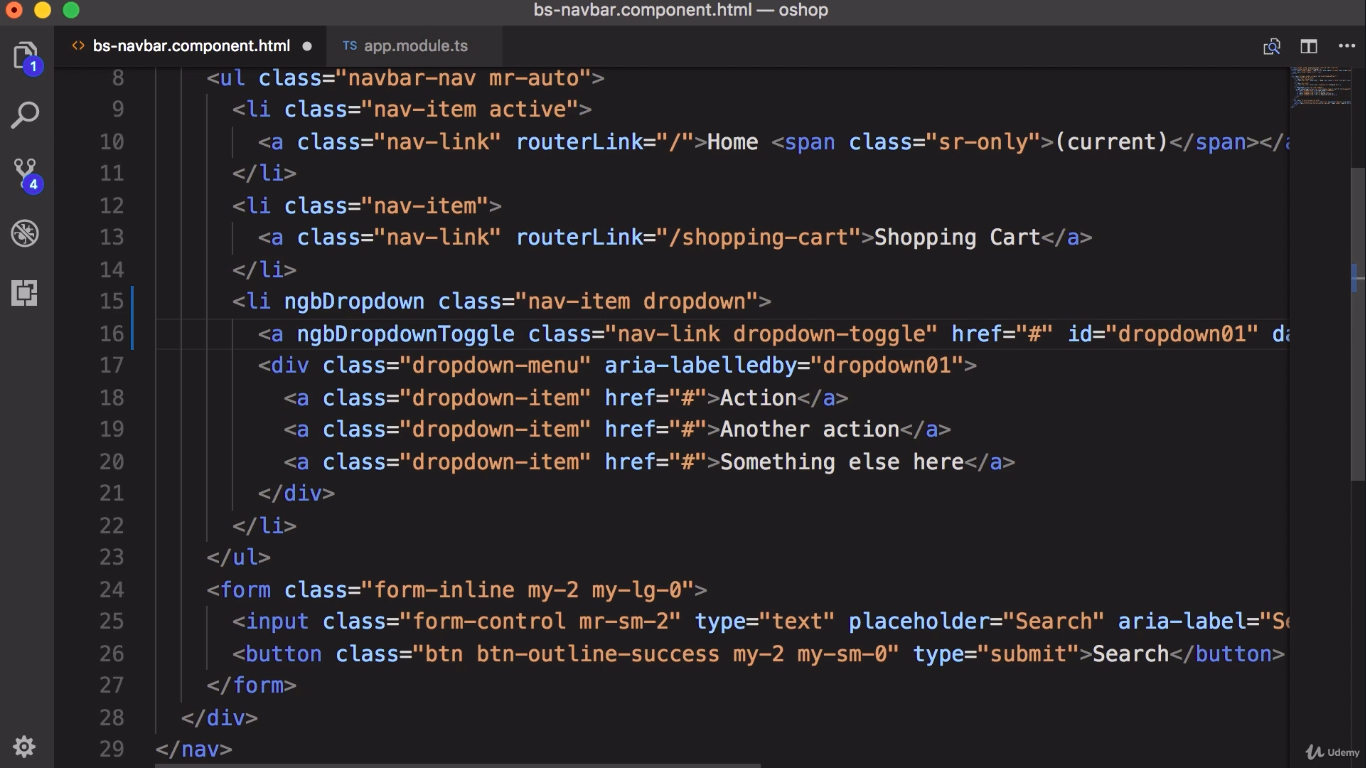 bs-navbar.component.html — oshop
<> bs-navbar.component.html ● TS app.module.ts
1
4
8 <ul class="navbar-nav mr-auto">
9 <li class="nav-item active">
10 <a class="nav-link" routerLink="/">Home <span class="sr-only">(current)</span></a
11 </li>
12 <li class="nav-item">
13 <a class="nav-link" routerLink="/shopping-cart">Shopping Cart</a>
14 </li>
15 <li ngbDropdown class="nav-item dropdown">
16 <a ngbDropdownToggle class="nav-link dropdown-toggle" href="#" id="dropdown01" da
17 <div class="dropdown-menu" aria-labelledby="dropdown01">
18 <a class="dropdown-item" href="#">Action</a>
19 <a class="dropdown-item" href="#">Another action</a>
20 <a class="dropdown-item" href="#">Something else here</a>
21 </div>
22 </li>
23 </ul>
24 <form class="form-inline my-2 my-lg-0">
25 <input class="form-control mr-sm-2" type="text" placeholder="Search" aria-label="Se
26 <button class="btn btn-outline-success my-2 my-sm-0" type="submit">Search</button>
27 </form>
28 </div>
29 </nav>
Udemy